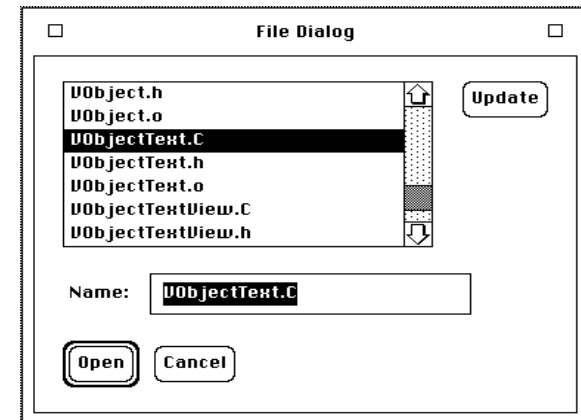 File Dialog
VObject.h
VObject.o
VObjectText.C
VObjectText.h
VObjectText.o
VObjectTextView.C
VObjectTextView.h
Update
Name: VObjectText.C
Open Cancel